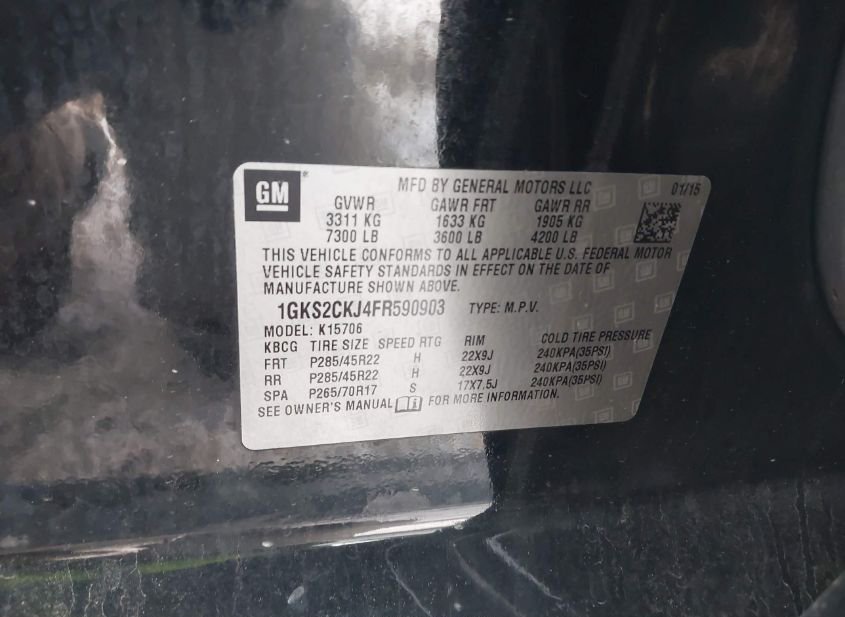 GM
MFD BY GENERAL MOTORS LLC 01/15
GVWR GAWR FRT GAWR RR
3311 KG 1633 KG 1905 KG
7300 LB 3600 LB 4200 LB
THIS VEHICLE CONFORMS TO ALL APPLICABLE U.S. FEDERAL MOTOR
VEHICLE SAFETY STANDARDS IN EFFECT ON THE DATE OF
MANUFACTURE SHOWN ABOVE.
1GKS2CKJ4FR590903 TYPE: M.P.V.
MODEL: K15706
KBCG TIRE SIZE SPEED RTG RIM COLD TIRE PRESSURE
FRT P285/45R22 H 22X9J 240KPA(35PSI)
RR P285/45R22 H 22X9J 240KPA(35PSI)
SPA P265/70R17 S 17X7.5J 240KPA(35PSI)
SEE OWNER'S MANUAL FOR MORE INFORMATION.